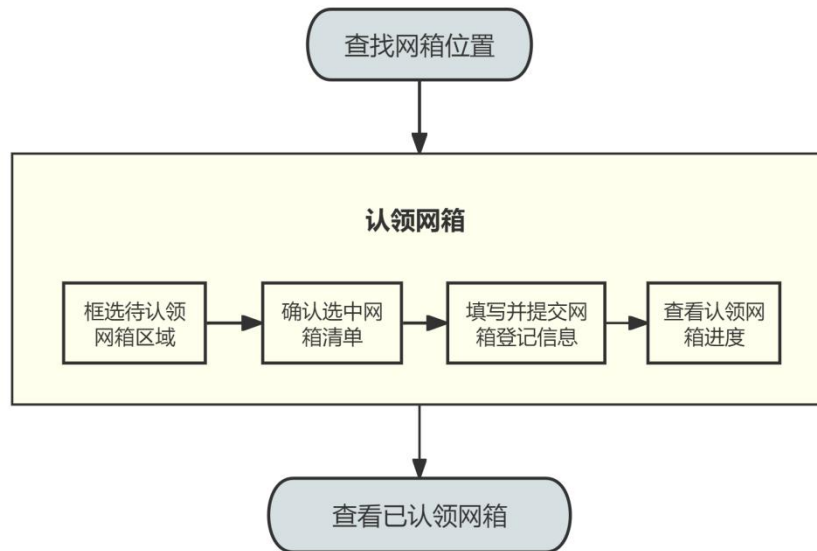 查找网箱位置
认领网箱
框选待认领
网箱区域
确认选中网
箱清单
填写并提交网
箱登记信息
查看认领网
箱进度
查看已认领网箱